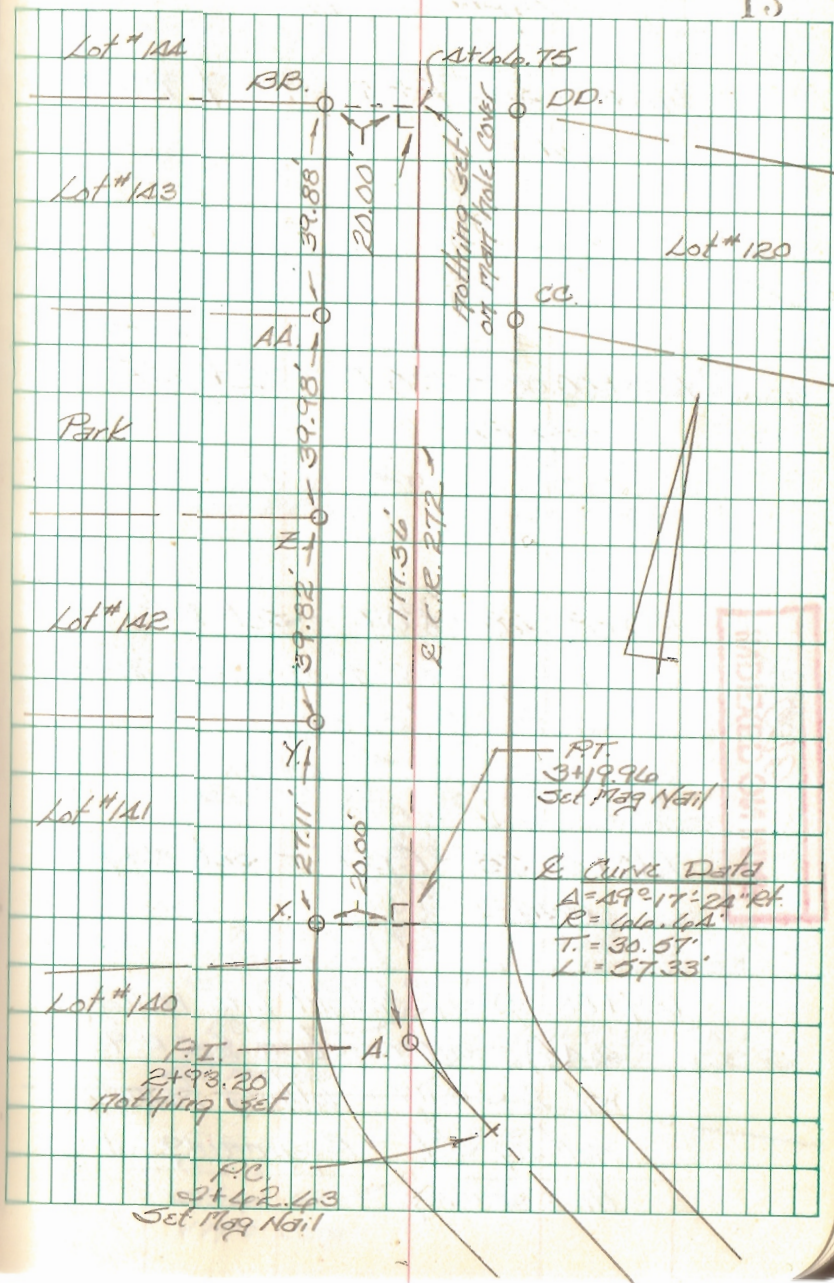 Lot #144
4+66.75
BB.
DD.
nothing set
on man hole cover
39.88'
20.00'
Lot #143
Lot #120
CC.
AA.
39.98'
Park
Z
177.36'
℄ C.R. 272
39.82'
Lot #142
Y.
P.T.
3+19.96
Set Mag Nail
Lot #141
27.11'
20.00'
X.
℄ Curve Data
Δ=49°-17'-24" Rt.
R=66.64'
T.=30.57'
L.=57.33'
Lot #140
P.I.
A.
2+93.20
nothing set
P.C.
2+62.63
Set Mag Nail